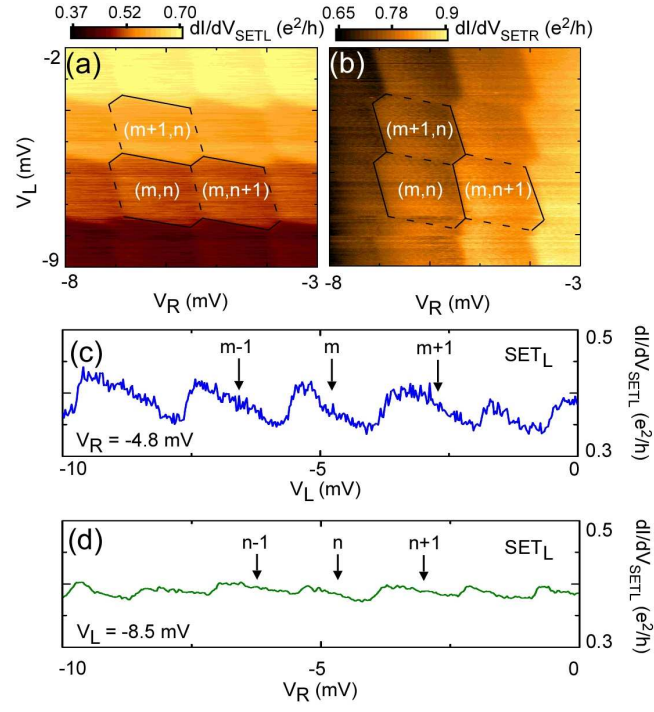 0.37 0.52 0.70 dI/dV_SETL (e²/h)
0.65 0.78 0.9 dI/dV_SETR (e²/h)
(a)
(b)
-2
V_L (mV)
-9
(m+1,n)
(m,n)
(m,n+1)
(m+1,n)
(m,n)
(m,n+1)
-8 -3
V_R (mV)
-8 -3
V_R (mV)
(c)
m-1 m m+1
SET_L
V_R = -4.8 mV
0.5
0.3
dI/dV_SETL (e²/h)
-10 -5 0
V_L (mV)
(d)
n-1 n n+1
SET_L
V_L = -8.5 mV
0.5
0.3
dI/dV_SETL (e²/h)
-10 -5 0
V_R (mV)